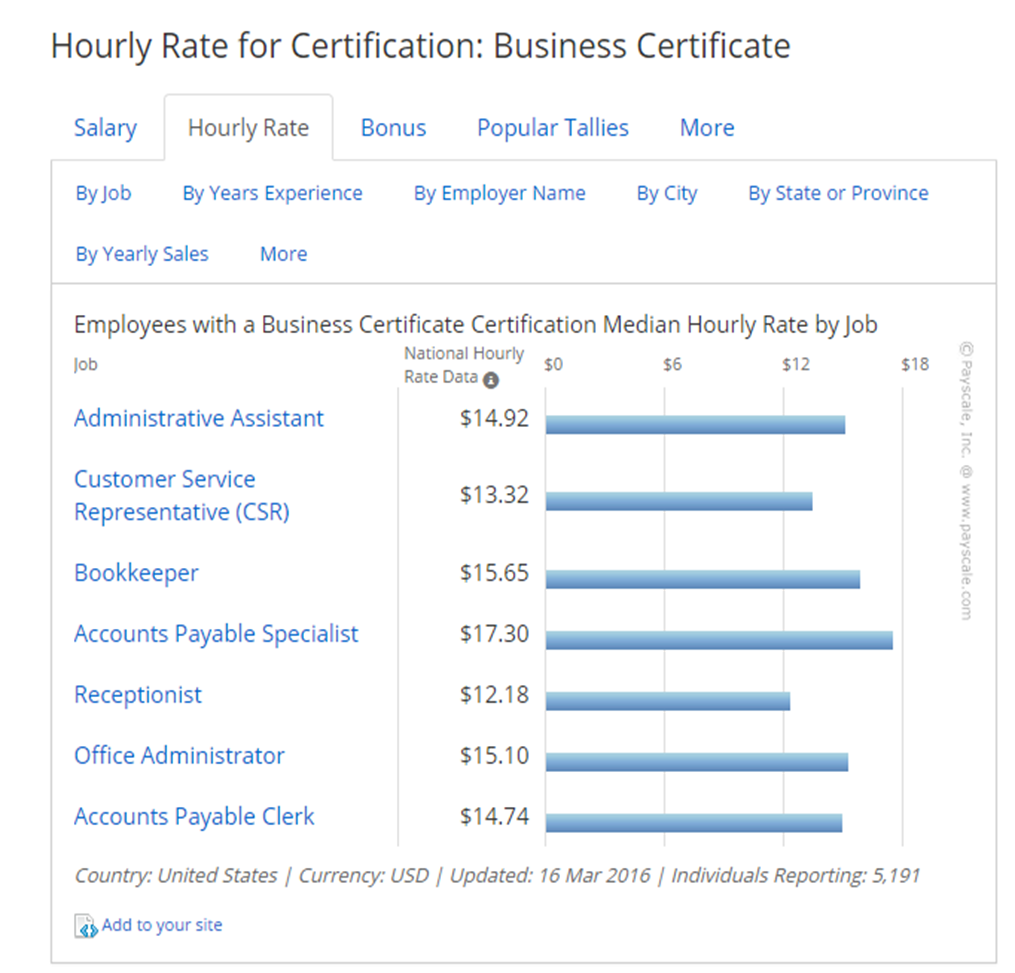 Hourly Rate for Certification: Business Certificate
Salary Hourly Rate Bonus Popular Tallies More
By Job By Years Experience By Employer Name By City By State or Province
By Yearly Sales More
Employees with a Business Certificate Certification Median Hourly Rate by Job
Job National Hourly Rate Data $0 $6 $12 $18
Administrative Assistant $14.92
Customer Service
Representative (CSR) $13.32
Bookkeeper $15.65
Accounts Payable Specialist $17.30
Receptionist $12.18
Office Administrator $15.10
Accounts Payable Clerk $14.74
© Payscale, Inc. @ www.payscale.com
Country: United States | Currency: USD | Updated: 16 Mar 2016 | Individuals Reporting: 5,191
Add to your site